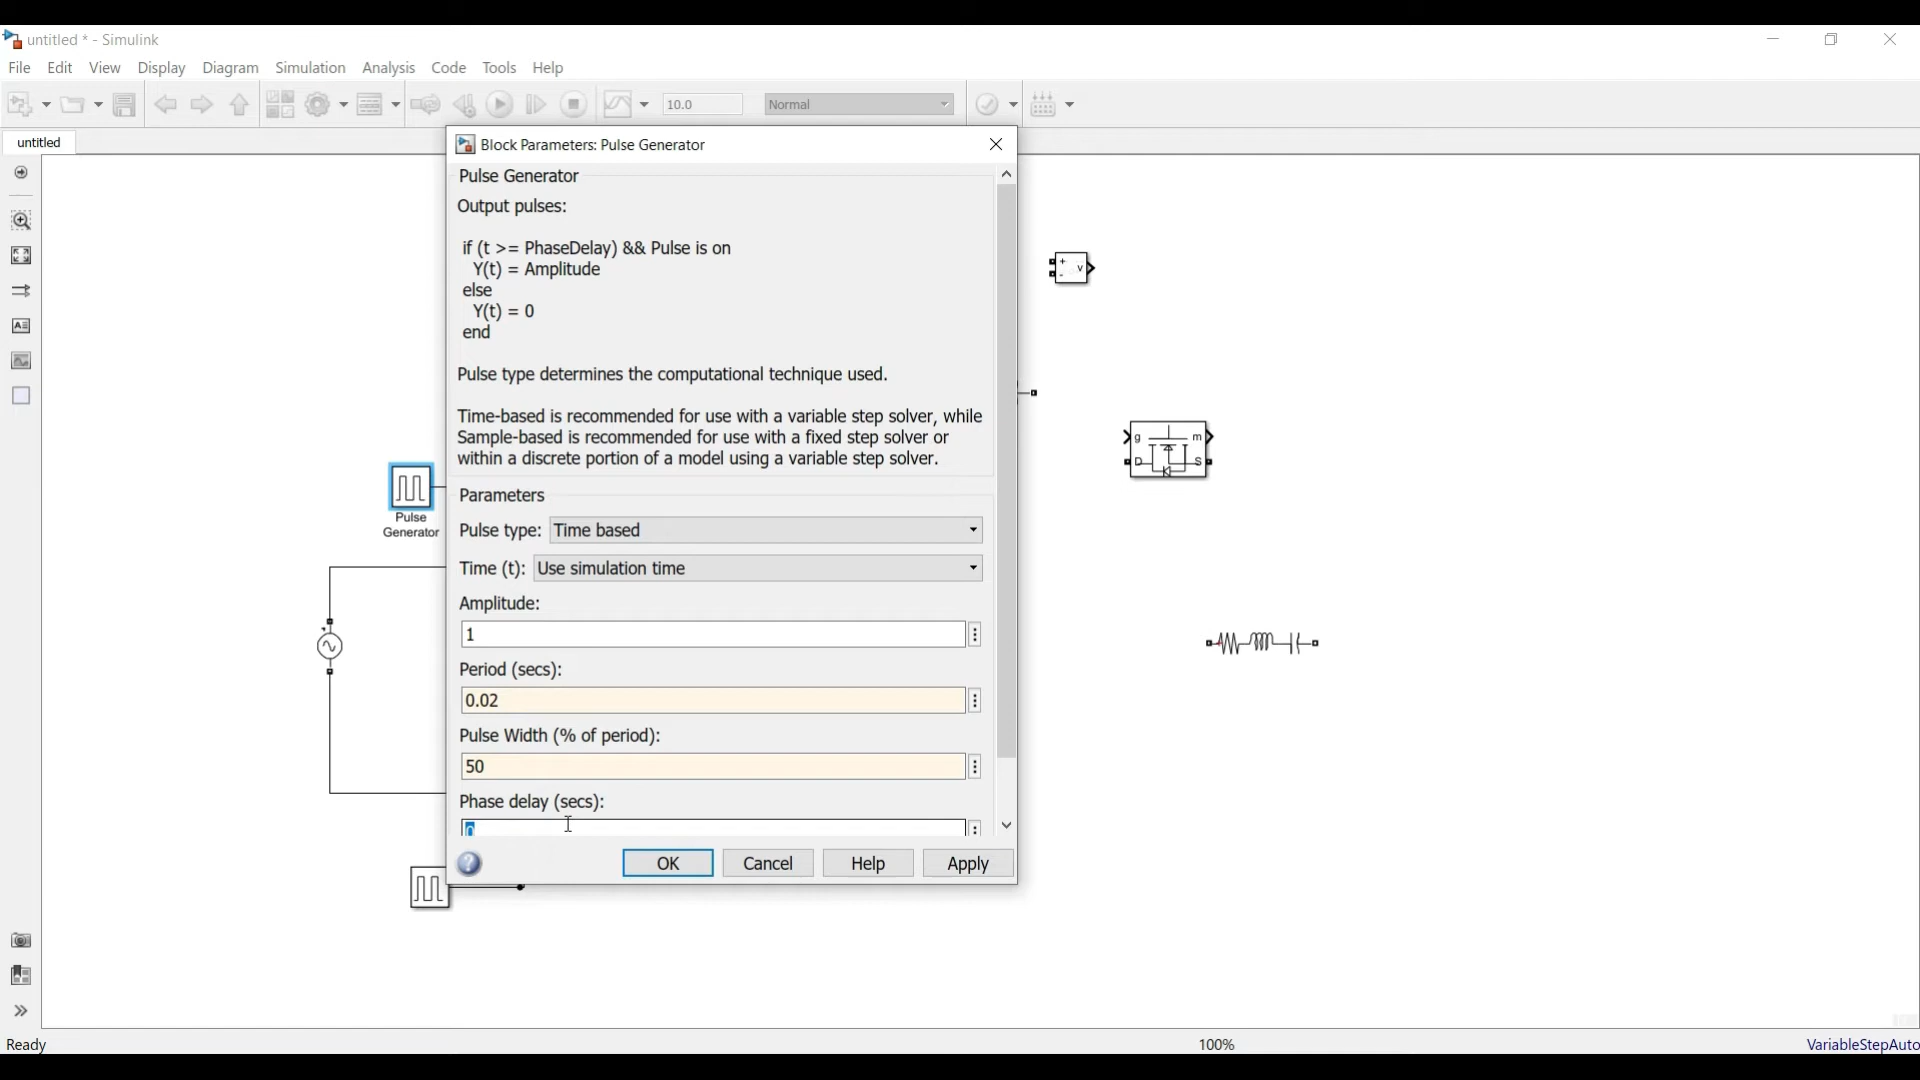 untitled * - Simulink
File Edit View Display Diagram Simulation Analysis Code Tools Help
10.0
Normal
untitled
Block Parameters: Pulse Generator
Pulse Generator
Output pulses:
if (t >= PhaseDelay) && Pulse is on
Y(t) = Amplitude
else
Y(t) = 0
end
Pulse type determines the computational technique used.
Time-based is recommended for use with a variable step solver, while
Sample-based is recommended for use with a fixed step solver or
within a discrete portion of a model using a variable step solver.
Parameters
Pulse type: Time based
Time (t): Use simulation time
Amplitude:
1
Period (secs):
0.02
Pulse Width (% of period):
50
Phase delay (secs):
0
OK Cancel Help Apply
Pulse
Generator
+ v
-
g m
D S
Ready
100%
VariableStepAuto